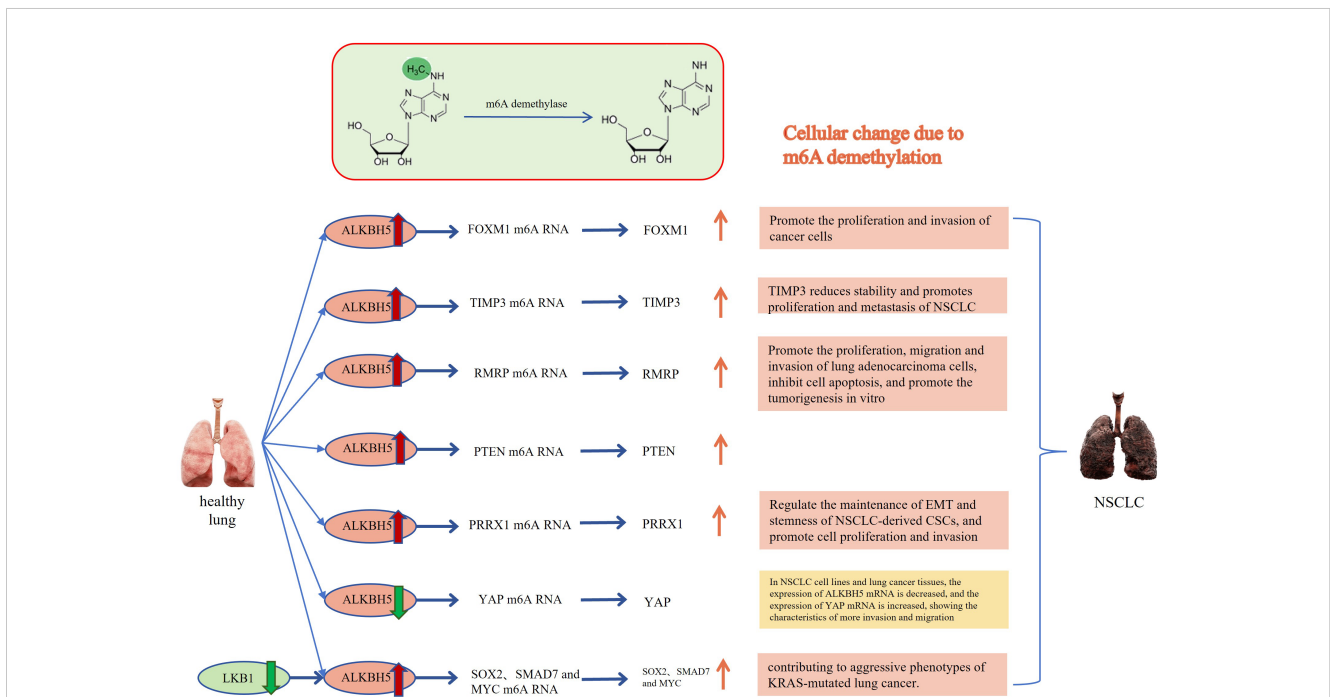 H₃C
NH
N
N
N
N
HO
O
OH OH
m6A demethylase
NH
N
N
N
N
HO
O
OH OH
Cellular change due to
m6A demethylation
ALKBH5
FOXM1 m6A RNA
FOXM1
Promote the proliferation and invasion of
cancer cells
ALKBH5
TIMP3 m6A RNA
TIMP3
TIMP3 reduces stability and promotes
proliferation and metastasis of NSCLC
ALKBH5
RMRP m6A RNA
RMRP
Promote the proliferation, migration and
invasion of lung adenocarcinoma cells,
inhibit cell apoptosis, and promote the
tumorigenesis in vitro
ALKBH5
PTEN m6A RNA
PTEN
healthy
lung
NSCLC
ALKBH5
PRRX1 m6A RNA
PRRX1
Regulate the maintenance of EMT and
stemness of NSCLC-derived CSCs, and
promote cell proliferation and invasion
ALKBH5
YAP m6A RNA
YAP
In NSCLC cell lines and lung cancer tissues, the
expression of ALKBH5 mRNA is decreased, and the
expression of YAP mRNA is increased, showing the
characteristics of more invasion and migration
LKB1
ALKBH5
SOX2、SMAD7 and
MYC m6A RNA
SOX2、SMAD7
and MYC
contributing to aggressive phenotypes of
KRAS-mutated lung cancer.